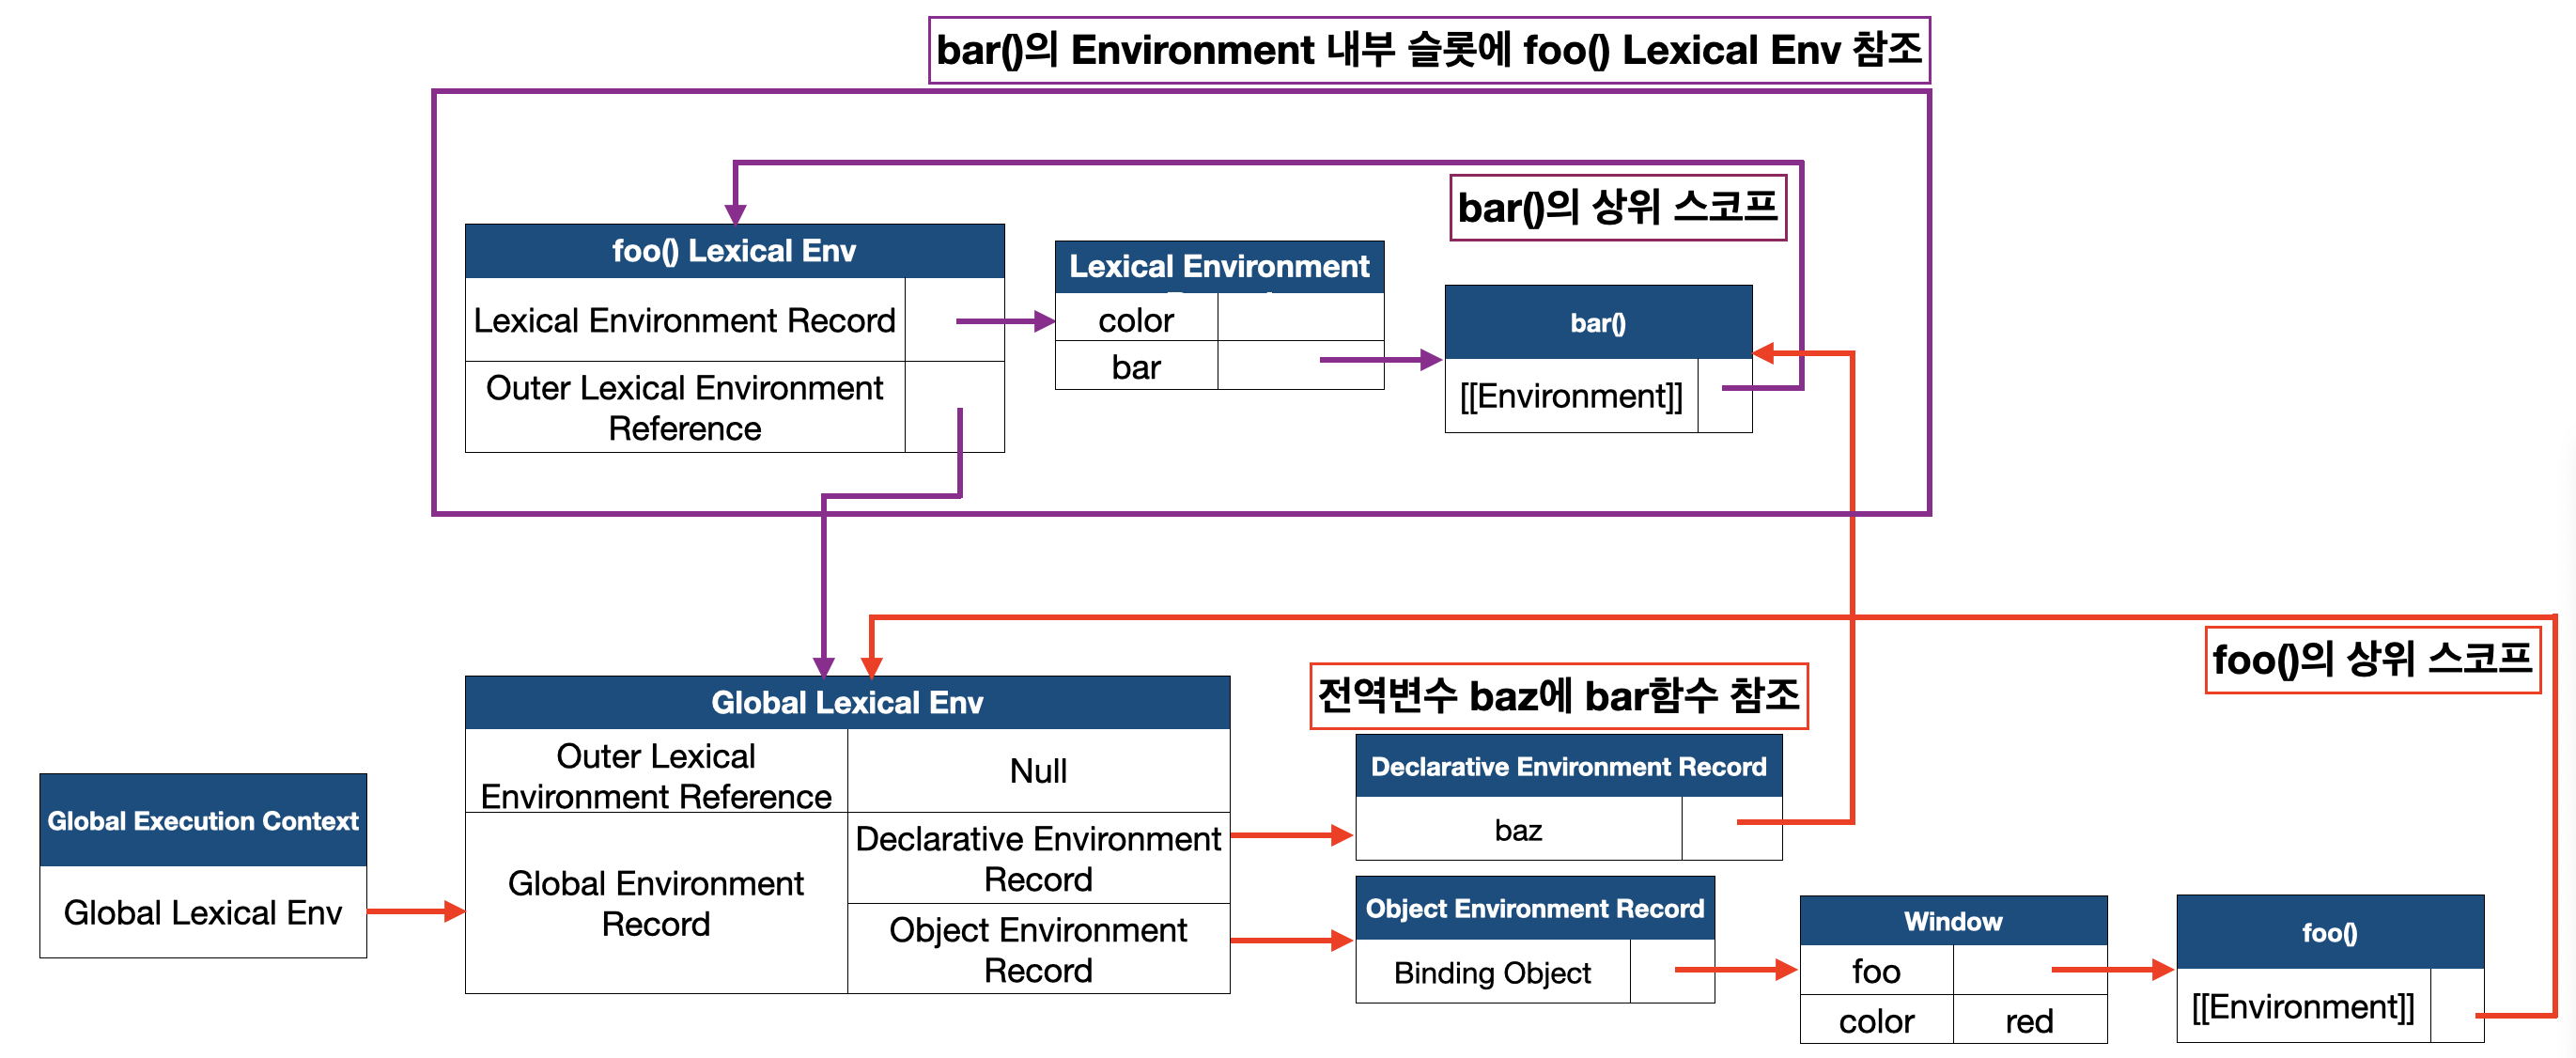 bar()의 Environment 내부 슬롯에 foo() Lexical Env 참조
bar()의 상위 스코프
foo() Lexical Env
Lexical Environment Record
Outer Lexical Environment
Reference
Lexical Environment
color
bar
bar()
[[Environment]]
foo()의 상위 스코프
전역변수 baz에 bar함수 참조
Global Execution Context
Global Lexical Env
Global Lexical Env
Outer Lexical
Environment Reference
Null
Global Environment
Record
Declarative Environment
Record
Object Environment
Record
Declarative Environment Record
baz
Object Environment Record
Binding Object
Window
foo
color
red
foo()
[[Environment]]